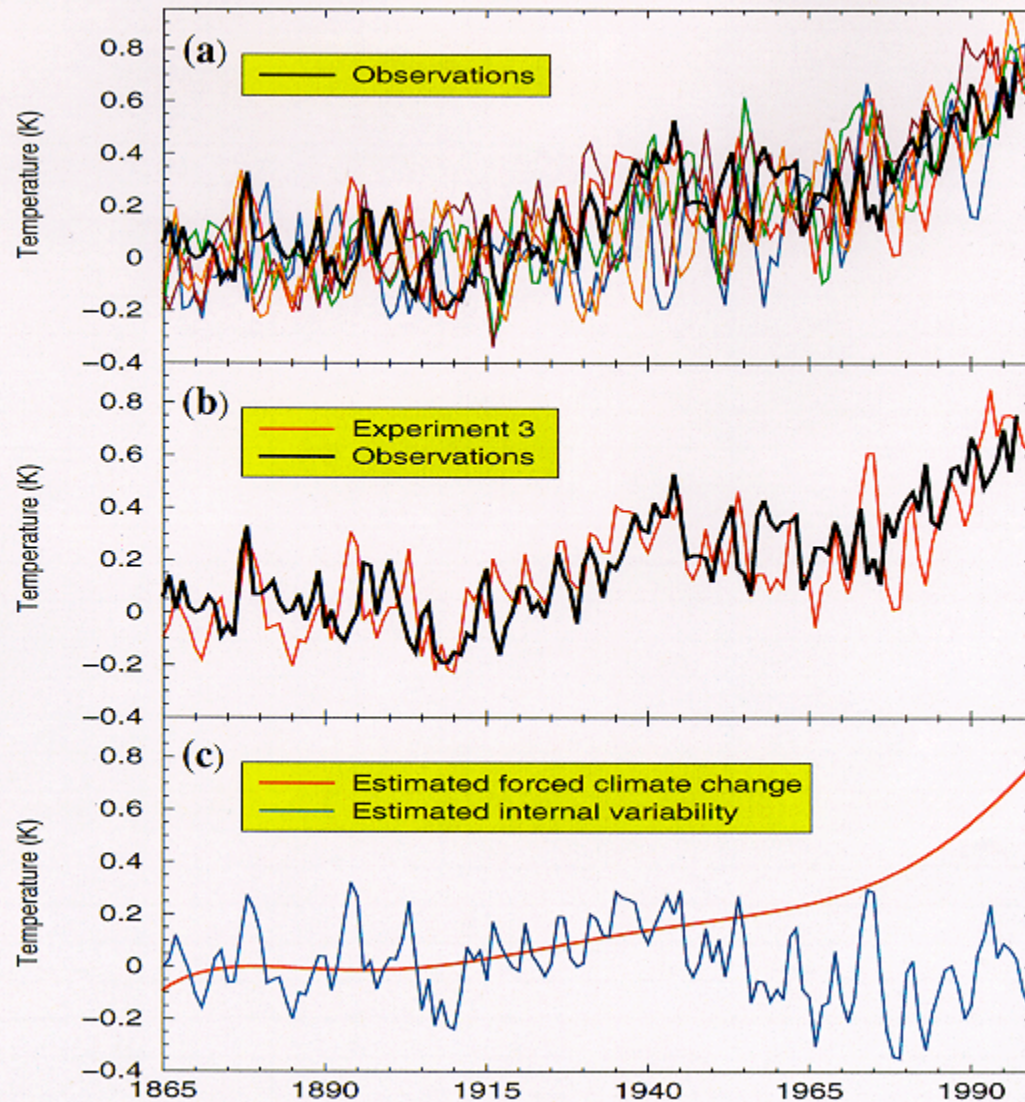 (a)
Observations
Temperature (K)
0.8
0.6
0.4
0.2
0
−0.2
−0.4
(b)
Experiment 3
Observations
Temperature (K)
0.8
0.6
0.4
0.2
0
−0.2
−0.4
(c)
Estimated forced climate change
Estimated internal variability
Temperature (K)
0.8
0.6
0.4
0.2
0
−0.2
−0.4
1865 1890 1915 1940 1965 1990